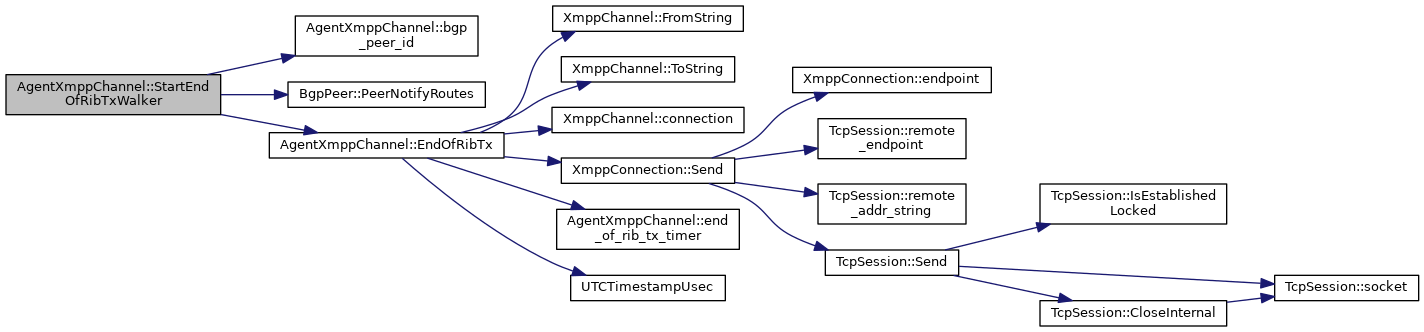 AgentXmppChannel::StartEnd
OfRibTxWalker
AgentXmppChannel::bgp
_peer_id
BgpPeer::PeerNotifyRoutes
AgentXmppChannel::EndOfRibTx
XmppChannel::FromString
XmppChannel::ToString
XmppChannel::connection
XmppConnection::Send
AgentXmppChannel::end
_of_rib_tx_timer
UTCTimestampUsec
XmppConnection::endpoint
TcpSession::remote
_endpoint
TcpSession::remote
_addr_string
TcpSession::Send
TcpSession::IsEstablished
Locked
TcpSession::CloseInternal
TcpSession::socket